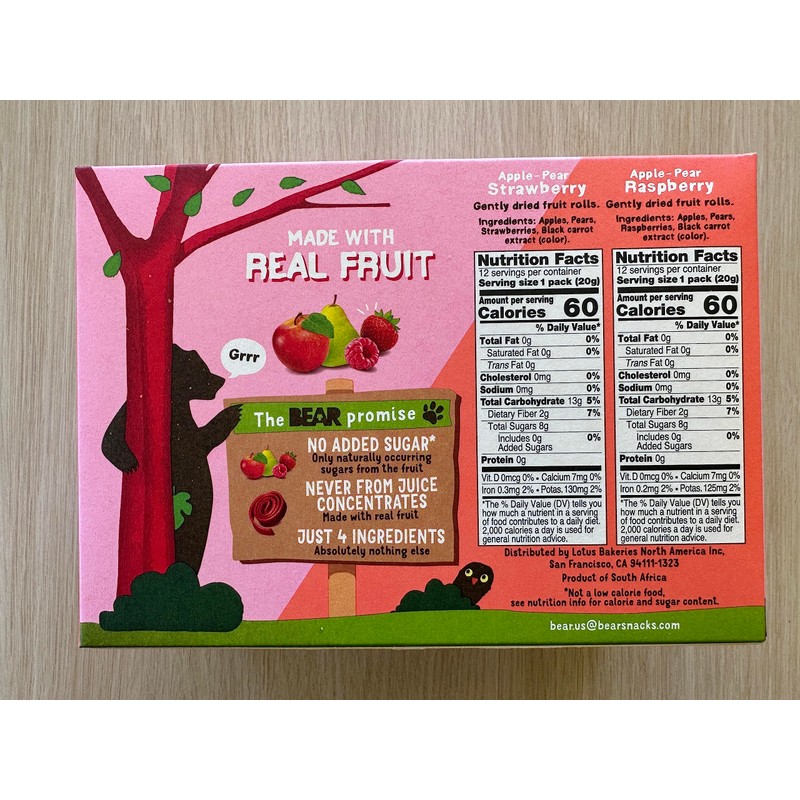 MADE WITH
REAL FRUIT
Grrr
The BEAR promise
NO ADDED SUGAR*
Only naturally occurring
sugars from the fruit
NEVER FROM JUICE
CONCENTRATES
Made with real fruit
JUST 4 INGREDIENTS
Absolutely nothing else
Apple-Pear
Strawberry
Gently dried fruit rolls.
Ingredients: Apples, Pears,
Strawberries, Black carrot
extract (color).
Nutrition Facts
12 servings per container
Serving size 1 pack (20g)
Amount per serving
Calories 60
% Daily Value*
Total Fat 0g 0%
Saturated Fat 0g 0%
Trans Fat 0g
Cholesterol 0mg 0%
Sodium 0mg 0%
Total Carbohydrate 13g 5%
Dietary Fiber 2g 7%
Total Sugars 8g
Includes 0g 0%
Added Sugars
Protein 0g
Vit. D 0mcg 0% • Calcium 7mg 0%
Iron 0.3mg 2% • Potas. 130mg 2%
*The % Daily Value (DV) tells you
how much a nutrient in a serving
of food contributes to a daily diet.
2,000 calories a day is used for
general nutrition advice.
Apple-Pear
Raspberry
Gently dried fruit rolls.
Ingredients: Apples, Pears,
Raspberries, Black carrot
extract (color).
Nutrition Facts
12 servings per container
Serving size 1 pack (20g)
Amount per serving
Calories 60
% Daily Value*
Total Fat 0g 0%
Saturated Fat 0g 0%
Trans Fat 0g
Cholesterol 0mg 0%
Sodium 0mg 0%
Total Carbohydrate 13g 5%
Dietary Fiber 2g 7%
Total Sugars 8g
Includes 0g 0%
Added Sugars
Protein 0g
Vit. D 0mcg 0% • Calcium 7mg 0%
Iron 0.2mg 2% • Potas. 125mg 2%
*The % Daily Value (DV) tells you
how much a nutrient in a serving
of food contributes to a daily diet.
2,000 calories a day is used for
general nutrition advice.
Distributed by Lotus Bakeries North America Inc,
San Francisco, CA 94111-1323
Product of South Africa
*Not a low calorie food,
see nutrition info for calorie and sugar content.
bear.us@bearsnacks.com